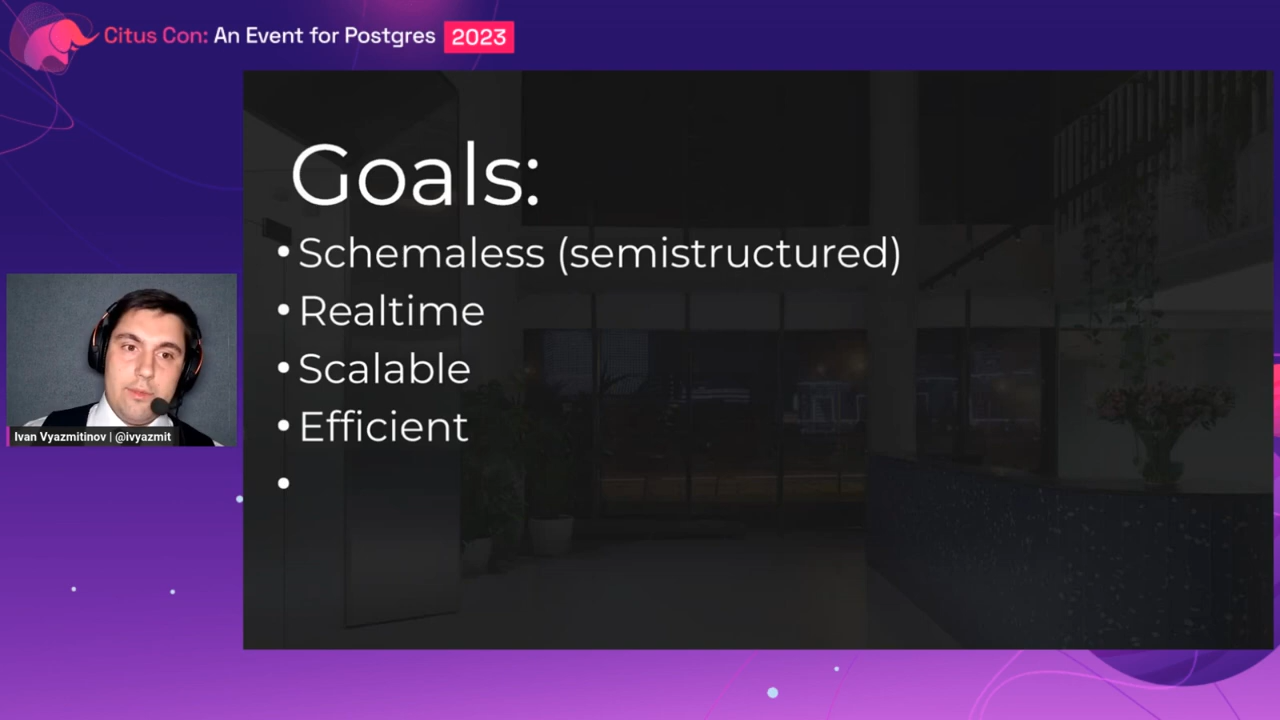 Citus Con: An Event for Postgres 2023
Goals:
• Schemaless (semistructured)
• Realtime
• Scalable
• Efficient
•
Ivan Vyazmitinov | @ivyazmit